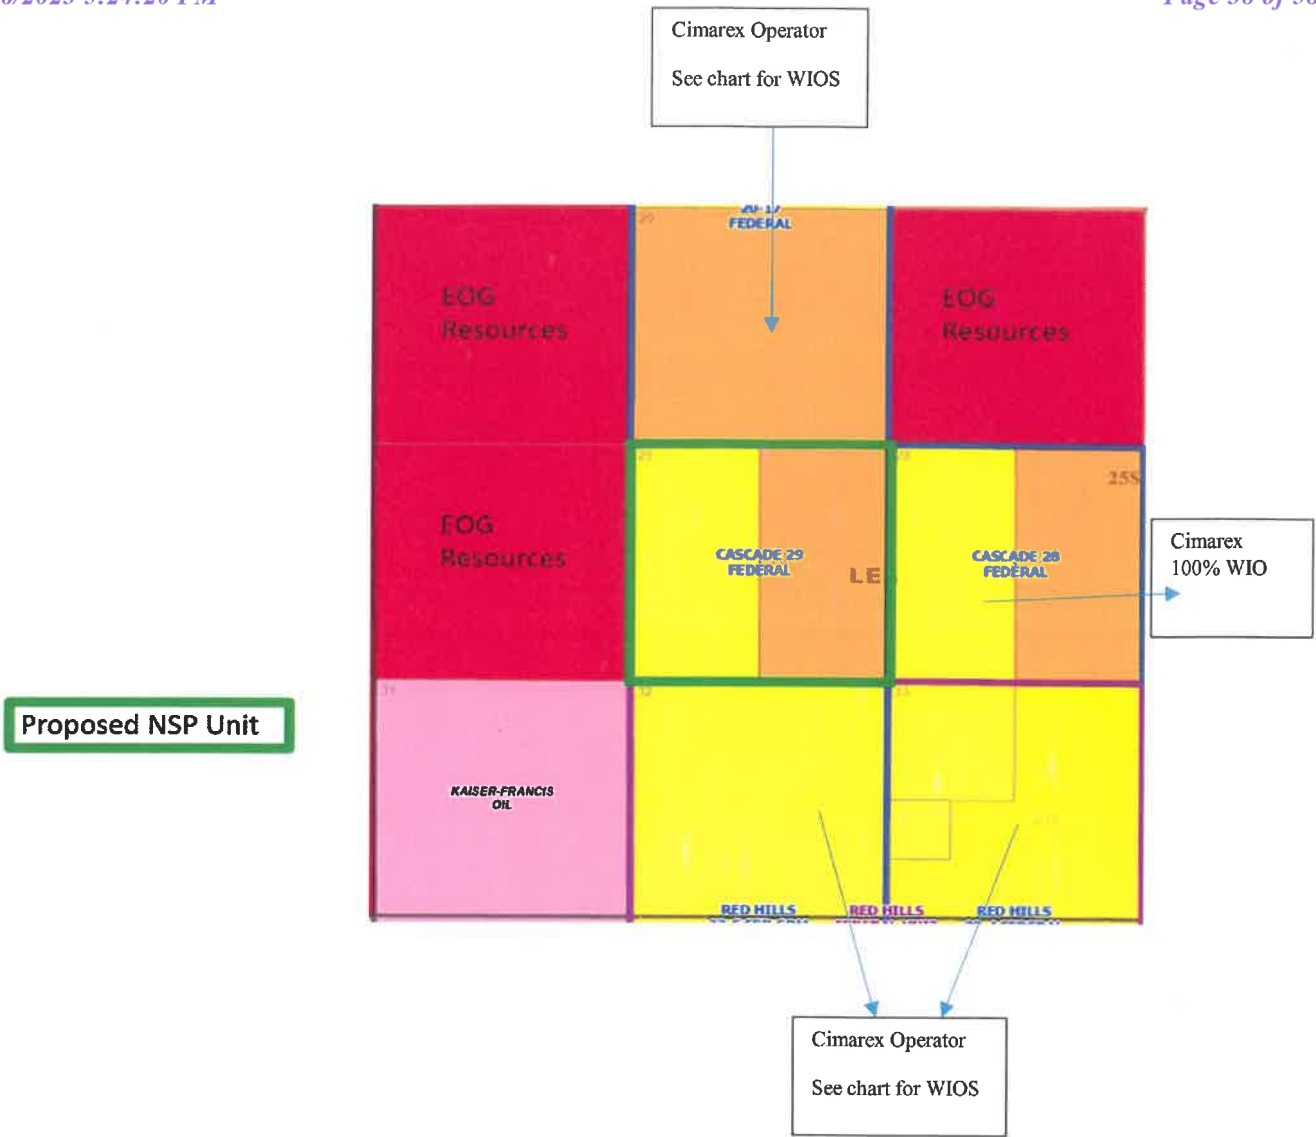 Cimarex Operator
See chart for WIOS
FEDERAL
EOG
Resources
EOG
Resources
25S
EOG
Resources
CASCADE 29
FEDERAL
LE
CASCADE 28
FEDERAL
Cimarex
100% WIO
Proposed NSP Unit
KAISER-FRANCIS
OIL
RED HILLS
RED HILLS
RED HILLS
Cimarex Operator
See chart for WIOS